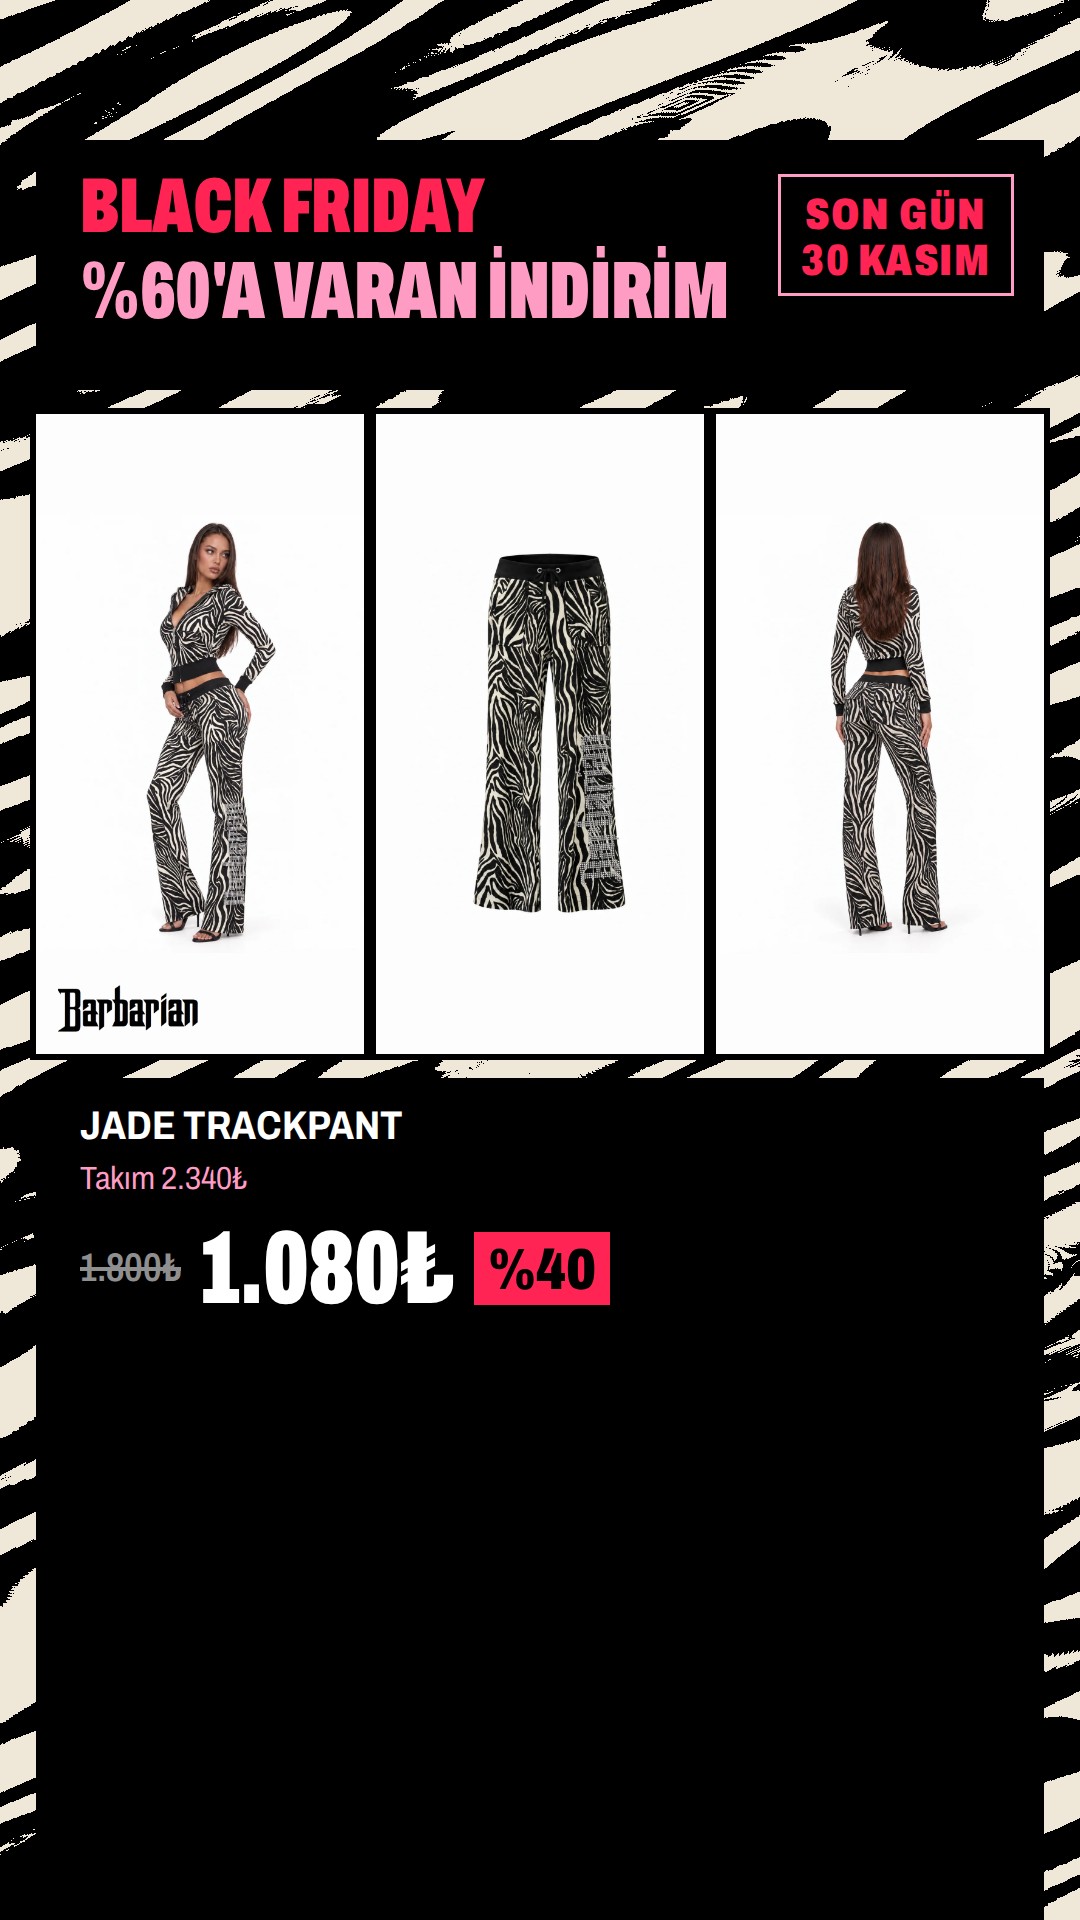 BLACK FRIDAY
%60'A VARAN İNDİRİM
SON GÜN
30 KASIM
Barbarian
JADE TRACKPANT
Takım 2.340₺
1.800₺ 1.080₺ %40